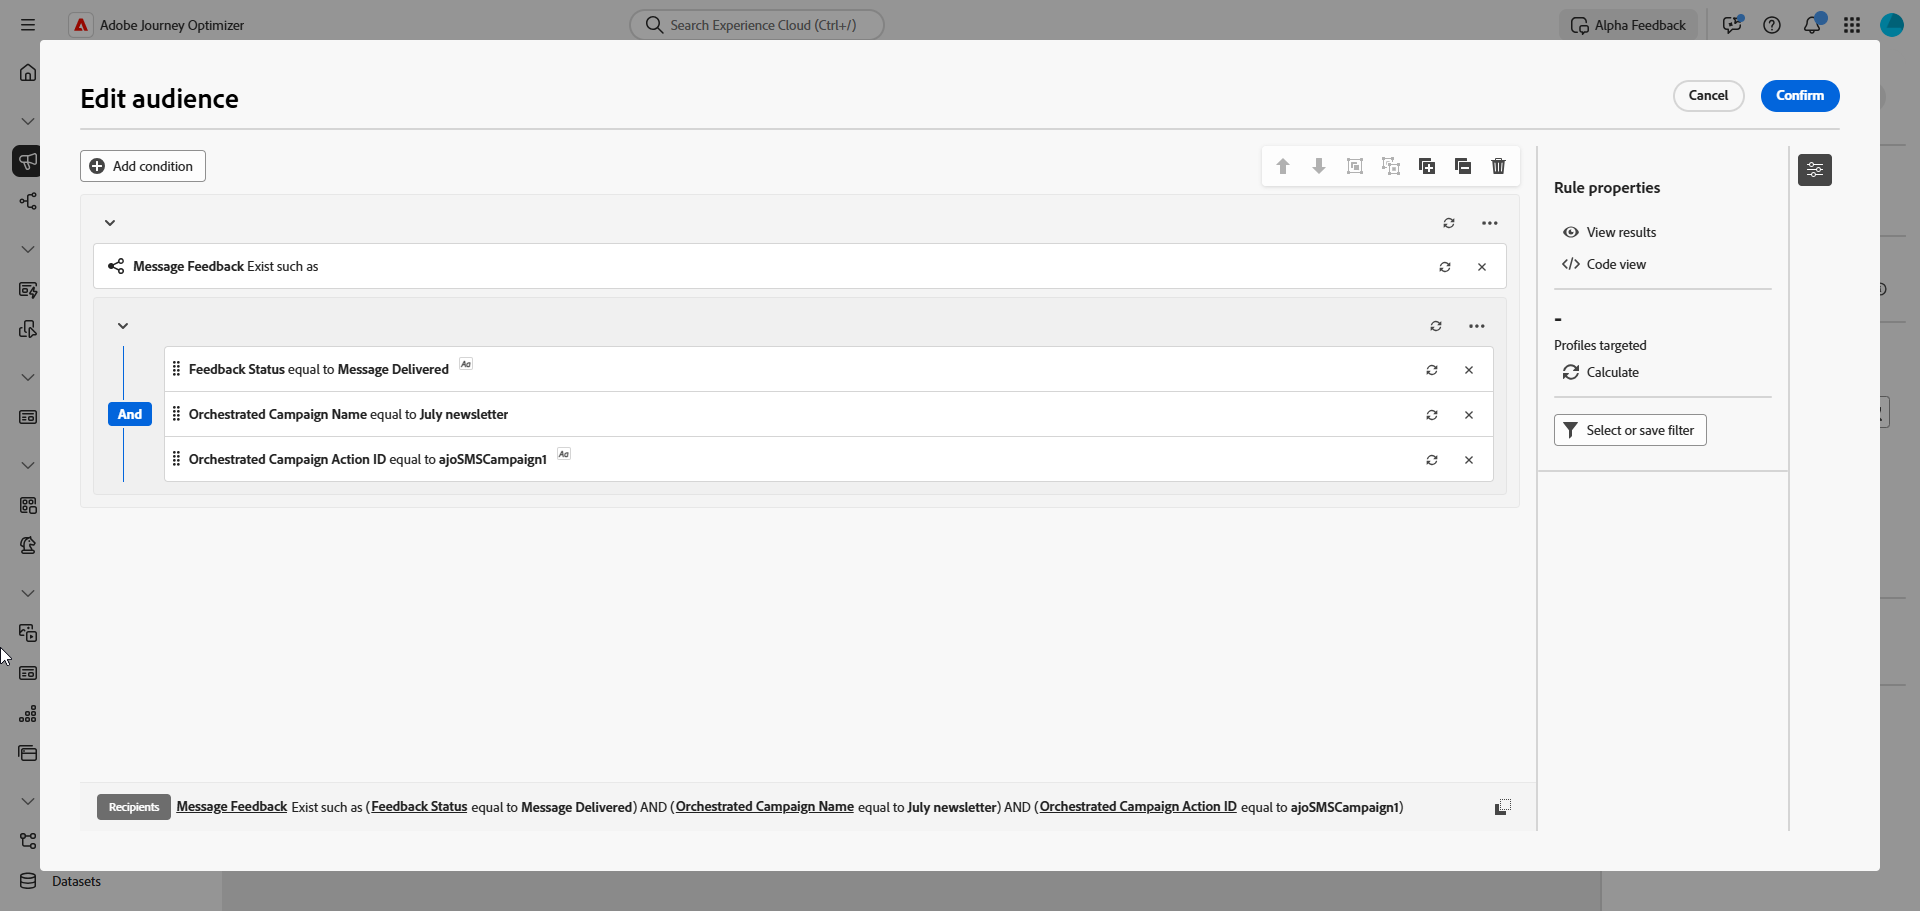 Adobe Journey Optimizer
Search Experience Cloud (Ctrl+/)
Alpha Feedback
Edit audience
Cancel
Confirm
Add condition
Rule properties
View results
Code view
Message Feedback Exist such as
-
Profiles targeted
Calculate
Feedback Status equal to Message Delivered Aa
And
Orchestrated Campaign Name equal to July newsletter
Select or save filter
Orchestrated Campaign Action ID equal to ajoSMSCampaign1 Aa
Recipients Message Feedback Exist such as (Feedback Status equal to Message Delivered) AND (Orchestrated Campaign Name equal to July newsletter) AND (Orchestrated Campaign Action ID equal to ajoSMSCampaign1)
Datasets